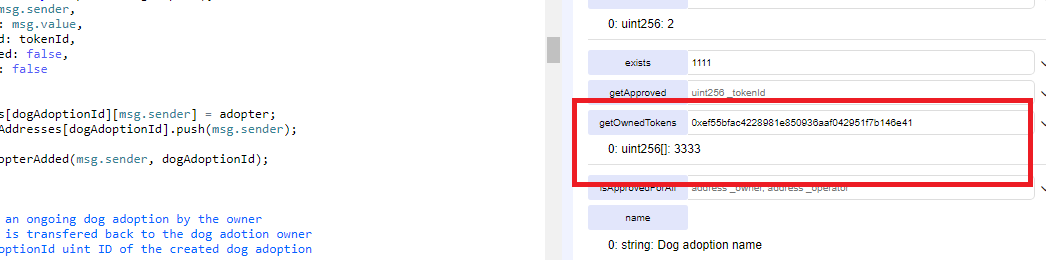 msg.sender,
: msg.value,
d: tokenId,
ed: false,
: false
s[dogAdoptionId][msg.sender] = adopter;
Addresses[dogAdoptionId].push(msg.sender);
opterAdded(msg.sender, dogAdoptionId);
an ongoing dog adoption by the owner
is transfered back to the dog adotion owner
optionId uint ID of the created dog adoption
0: uint256: 2
exists 1111
getApproved uint256 _tokenId
getOwnedTokens 0xef55bfac4228981e850936aaf042951f7b146e41
0: uint256[]: 3333
isApprovedForAll address _owner, address _operator
name
0: string: Dog adoption name